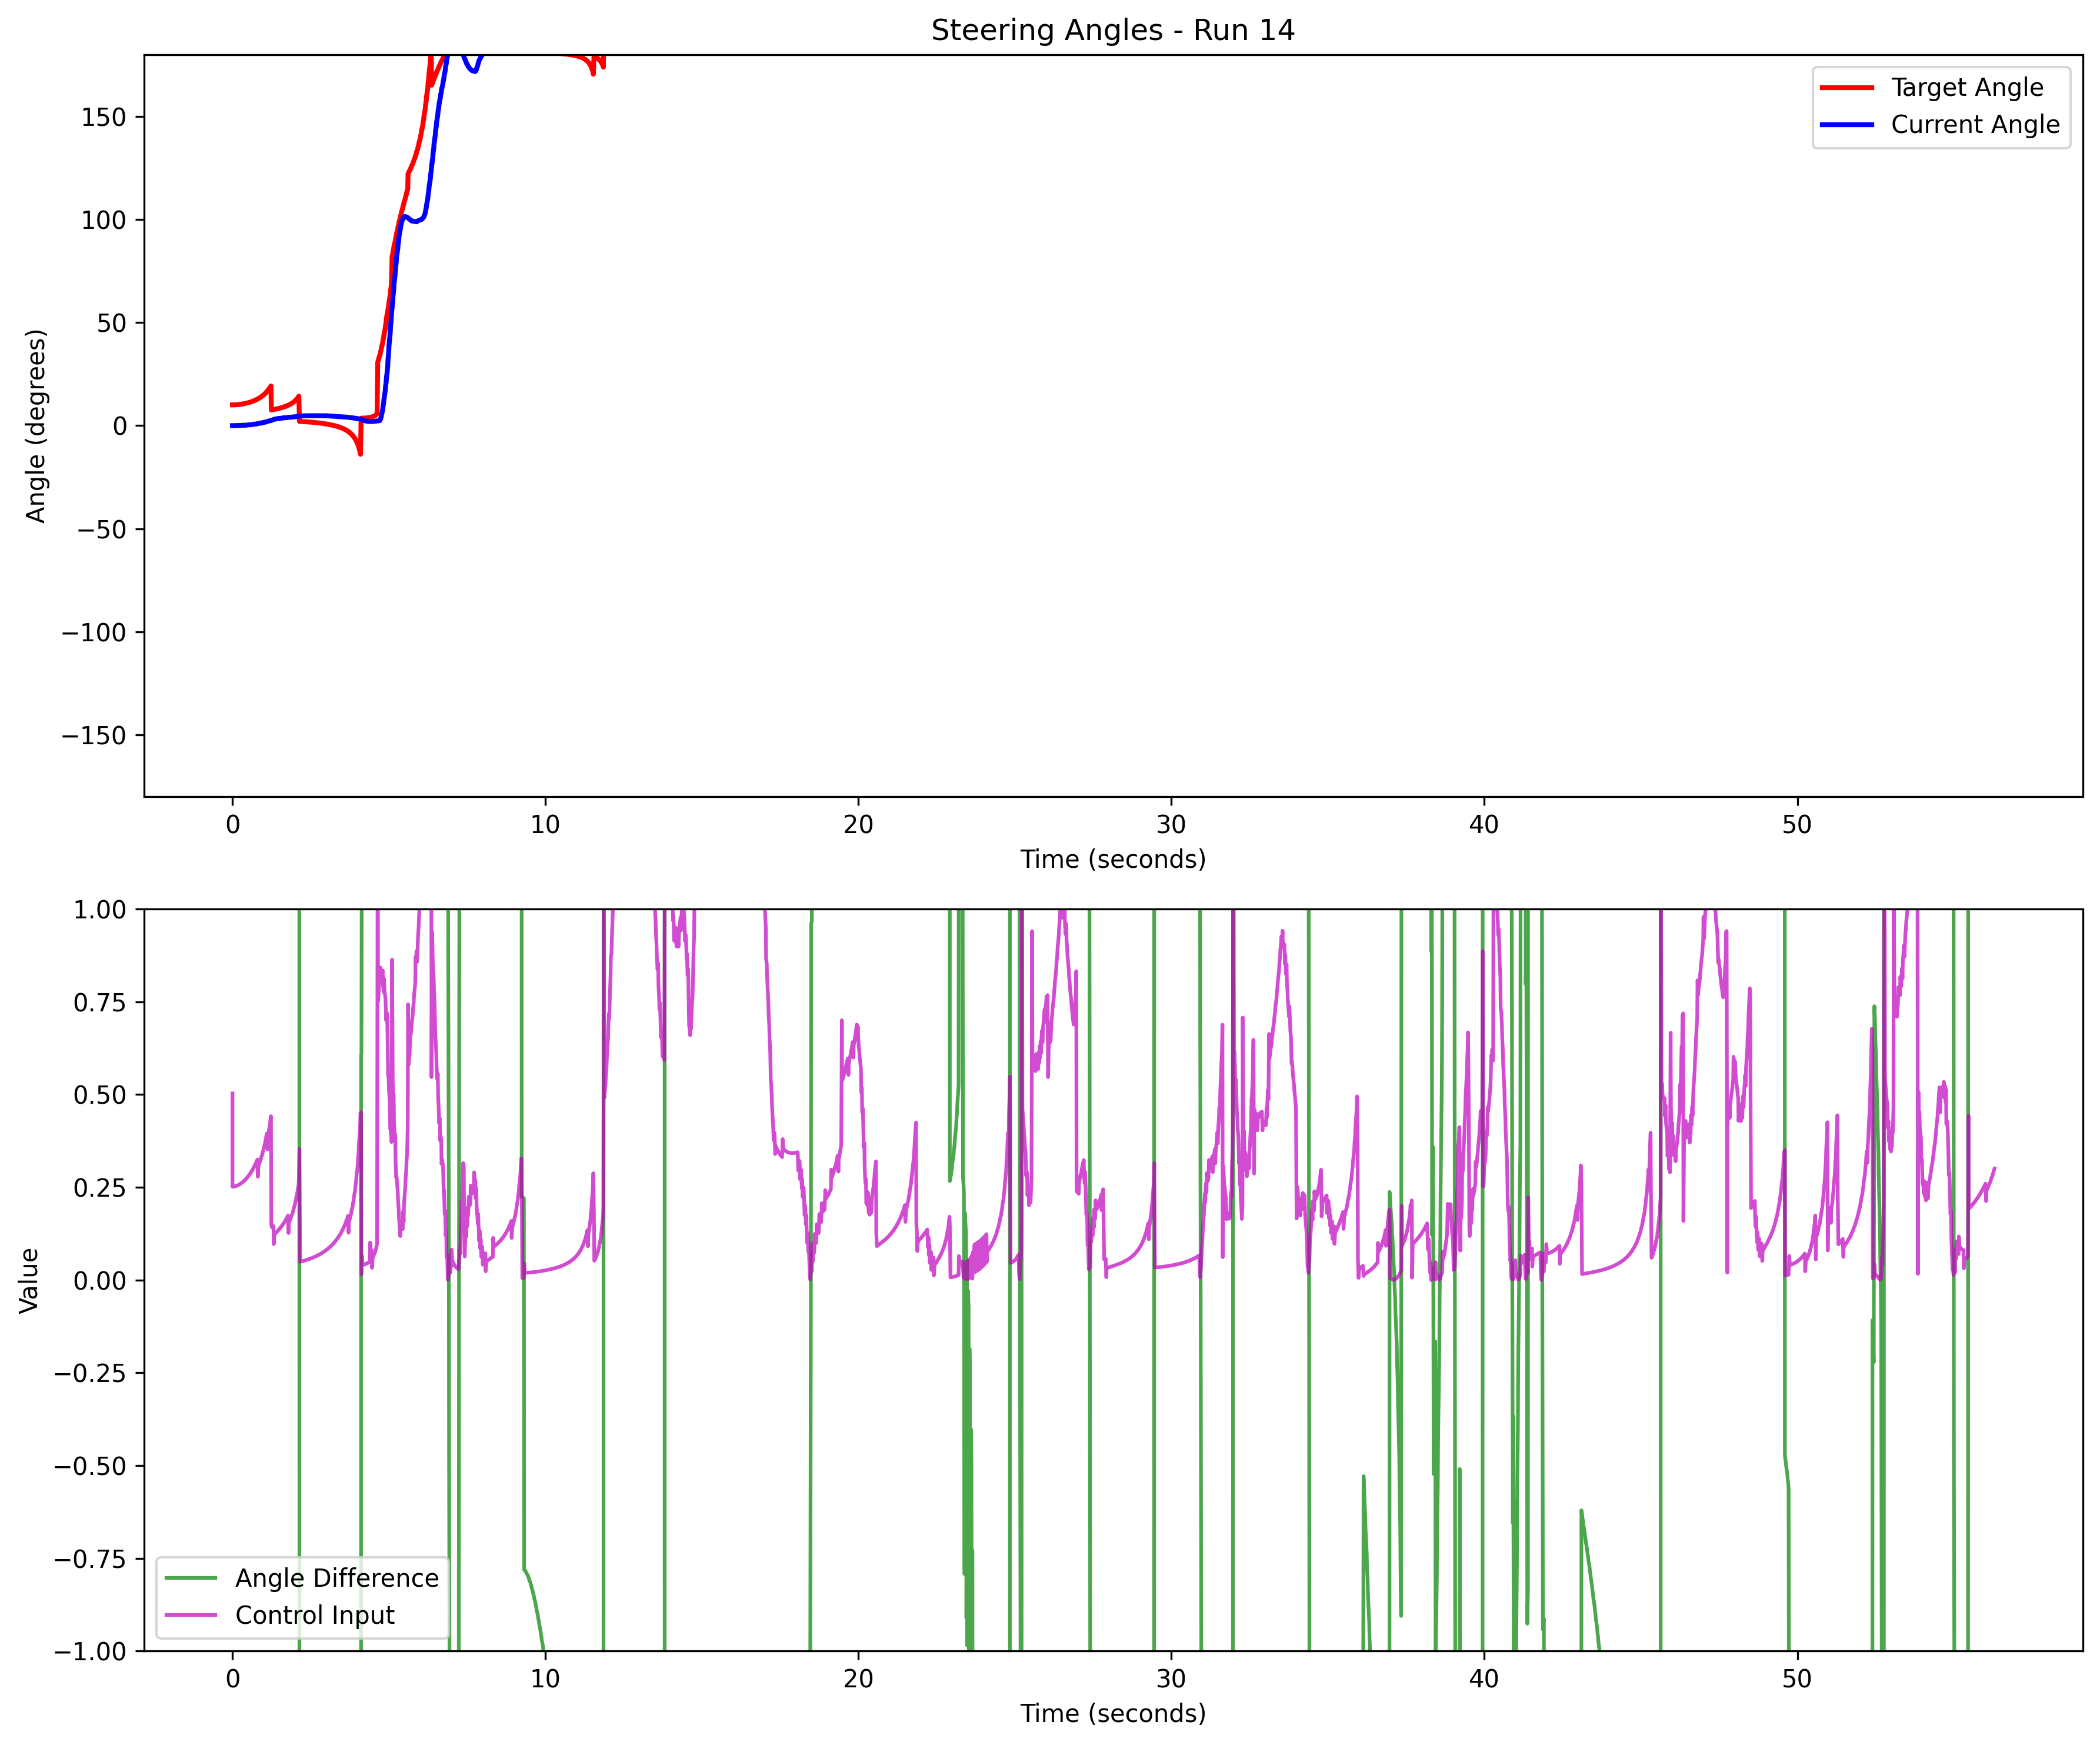 Steering Angles - Run 14
Angle (degrees)
150
100
50
0
−50
−100
−150
Target Angle
Current Angle
0 10 20 30 40 50
Time (seconds)
Value
1.00
0.75
0.50
0.25
0.00
−0.25
−0.50
−0.75
−1.00
Angle Difference
Control Input
0 10 20 30 40 50
Time (seconds)